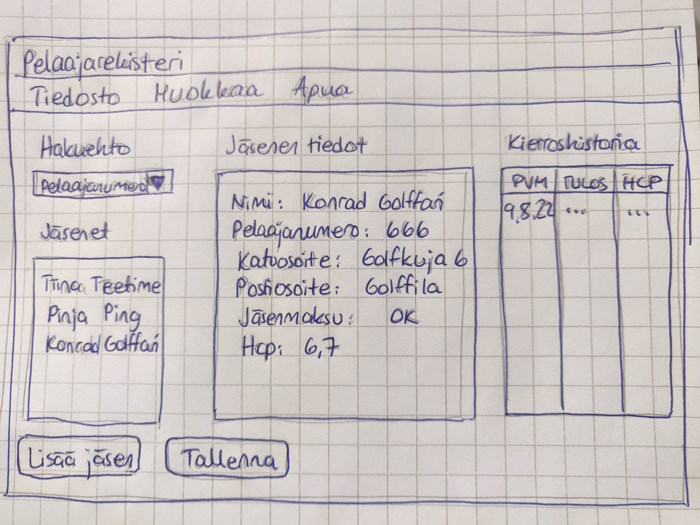 Pelaajarekisteri
Tiedosto Muokkaa Apua
Hakuehto
Pelaajanumero
Jäsenet
Tiina Teetime
Pinja Ping
Konrad Golffari
Jäsenen tiedot
Nimi: Konrad Golffari
Pelaajanumero: 666
Katuosoite: Golfkuja 6
Postiosoite: Golffila
Jäsenmaksu: OK
Hcp: 6,7
Kierroshistoria
PVM TULOS HCP
9.8.22 ... ...
Lisää jäsen Tallenna